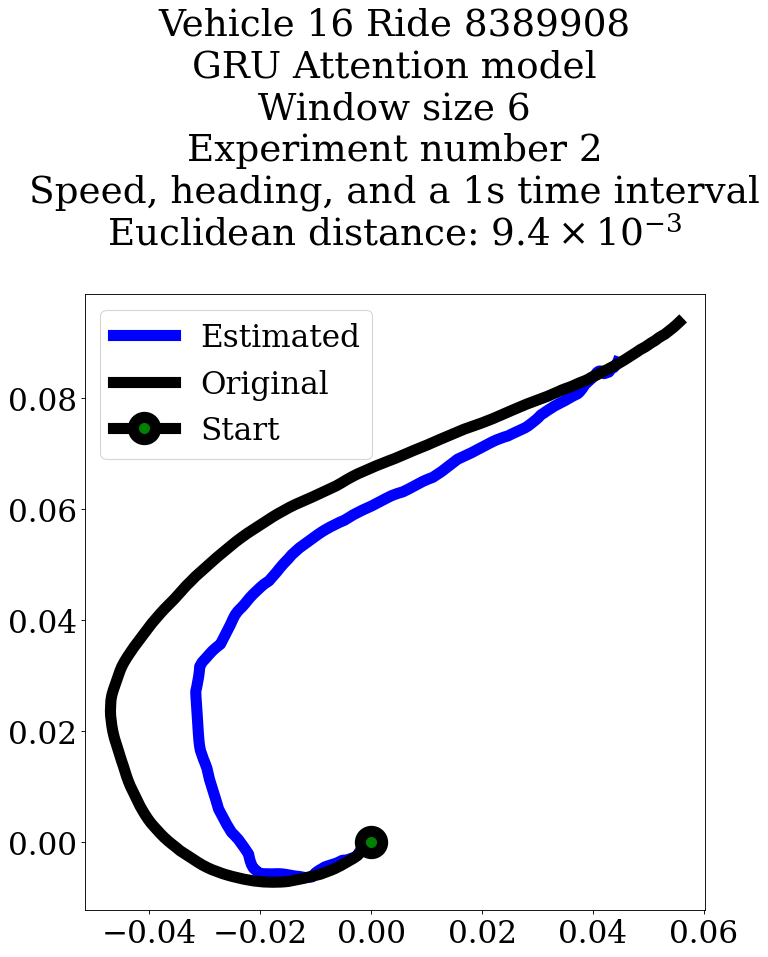 Vehicle 16 Ride 8389908
GRU Attention model
Window size 6
Experiment number 2
Speed, heading, and a 1s time interval
Euclidean distance: 9.4 × 10⁻³
Estimated
Original
Start
0.08
0.06
0.04
0.02
0.00
−0.04 −0.02 0.00 0.02 0.04 0.06